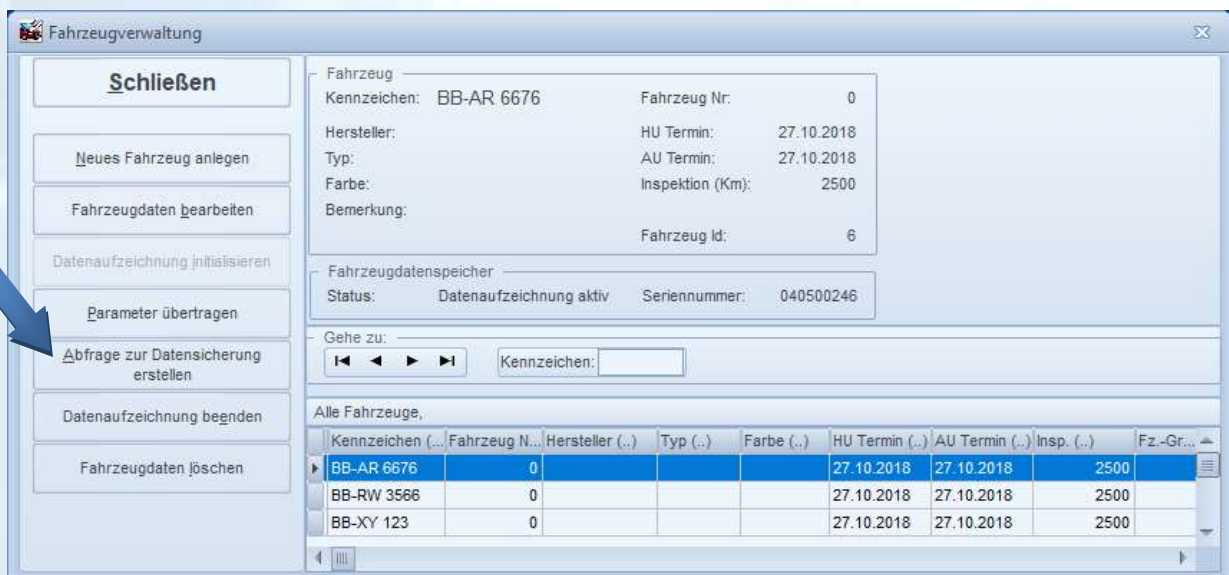 Fahrzeugverwaltung
Schließen
Neues Fahrzeug anlegen
Fahrzeugdaten bearbeiten
Datenaufzeichnung initialisieren
Parameter übertragen
Abfrage zur Datensicherung
erstellen
Datenaufzeichnung beenden
Fahrzeugdaten löschen
Fahrzeug
Kennzeichen: BB-AR 6676 Fahrzeug Nr: 0
Hersteller: HU Termin: 27.10.2018
Typ: AU Termin: 27.10.2018
Farbe: Inspektion (Km): 2500
Bemerkung:
Fahrzeug Id: 6
Fahrzeugdatenspeicher
Status: Datenaufzeichnung aktiv Seriennummer: 040500246
Gehe zu:
Kennzeichen:
Alle Fahrzeuge,
Kennzeichen (... Fahrzeug N... Hersteller (..) Typ (..) Farbe (..) HU Termin (..) AU Termin (..) Insp. (..) Fz.-Gr...
BB-AR 6676 0 27.10.2018 27.10.2018 2500
BB-RW 3566 0 27.10.2018 27.10.2018 2500
BB-XY 123 0 27.10.2018 27.10.2018 2500